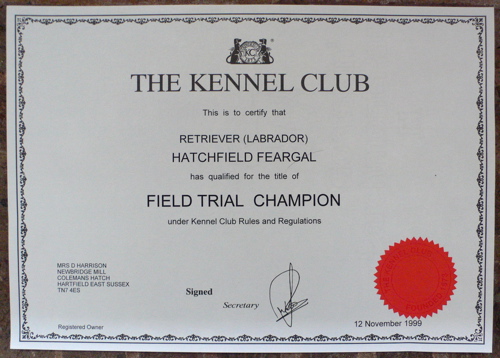 KC
THE KENNEL CLUB
This is to certify that
RETRIEVER (LABRADOR)
HATCHFIELD FEARGAL
has qualified for the title of
FIELD TRIAL CHAMPION
under Kennel Club Rules and Regulations
MRS D HARRISON
NEWBRIDGE MILL
COLEMANS HATCH
HARTFIELD EAST SUSSEX
TN7 4ES
Signed
Secretary
Registered Owner
12 November 1999